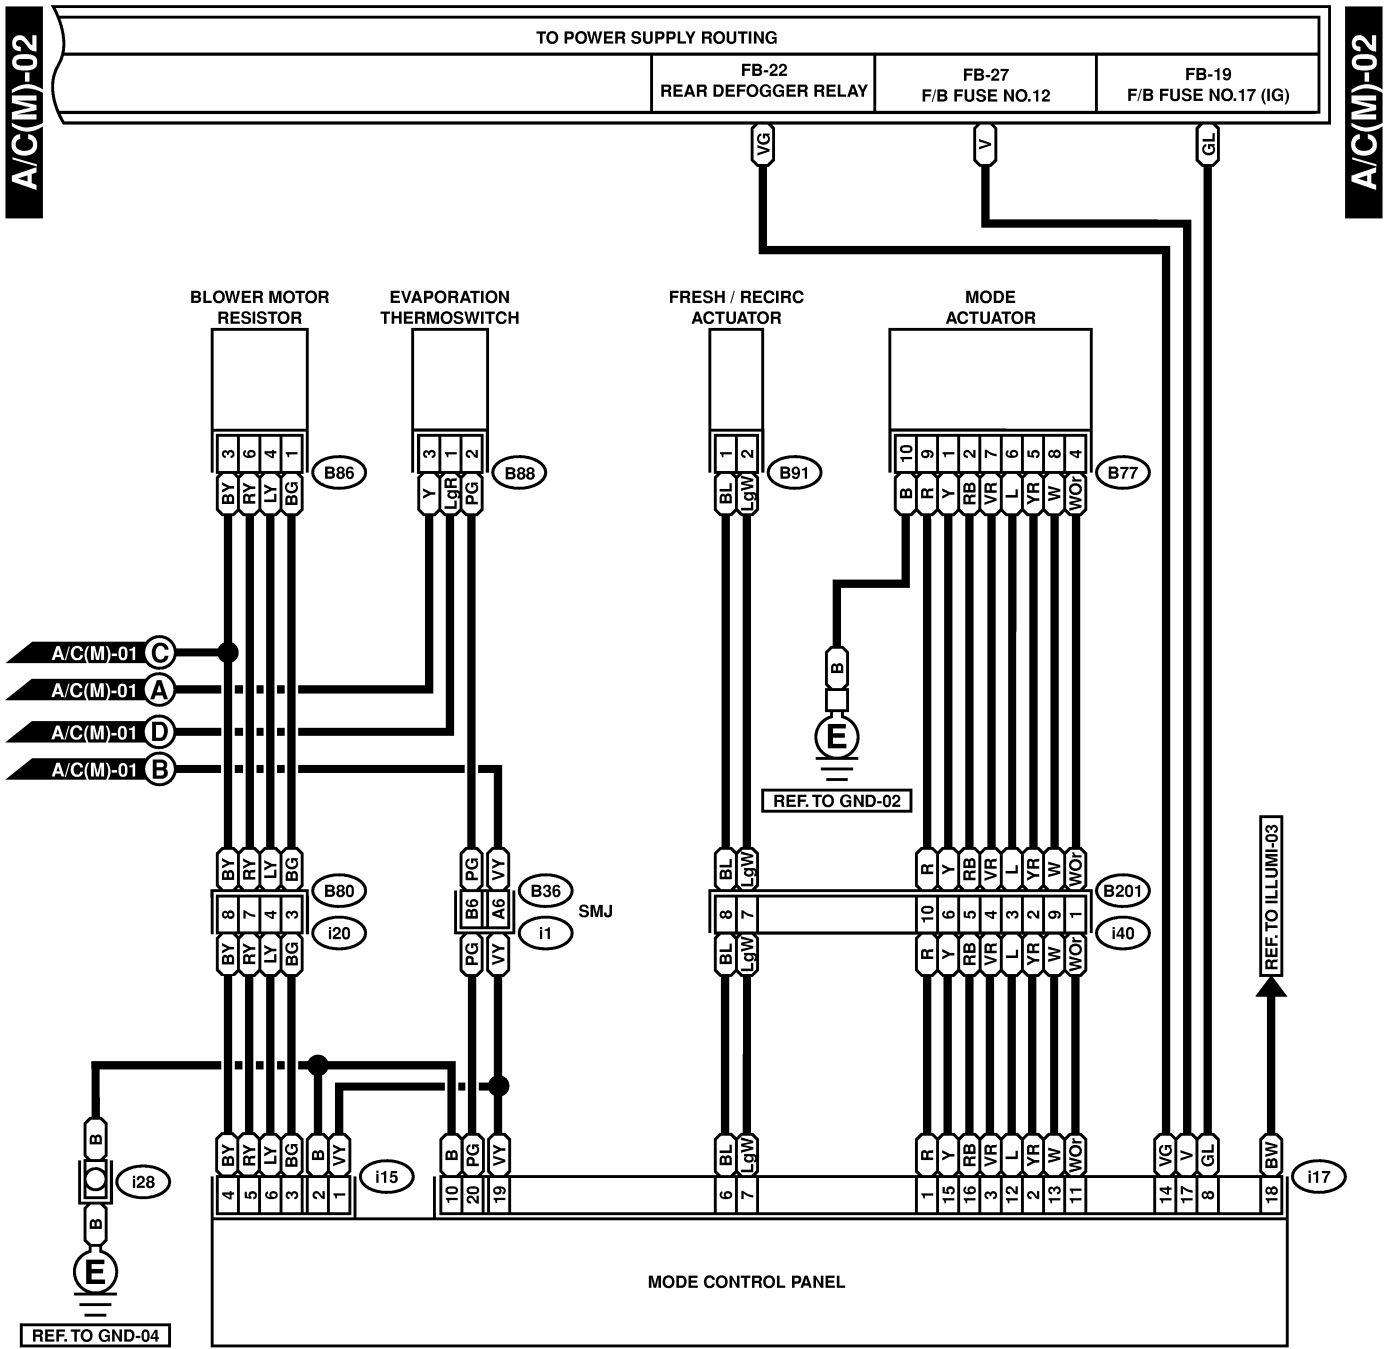 A/C(M)-02
A/C(M)-02
TO POWER SUPPLY ROUTING
FB-22
REAR DEFOGGER RELAY
FB-27
F/B FUSE NO.12
FB-19
F/B FUSE NO.17 (IG)
VG V GL
BLOWER MOTOR
RESISTOR
EVAPORATION
THERMOSWITCH
FRESH / RECIRC
ACTUATOR
MODE
ACTUATOR
3 6 4 1
B86
3 1 2
B88
1 2
B91
10 9 1 2 7 6 5 8 4
B77
BY RY LY BG
Y LgR PG
BL LgW
B R Y RB VR L YR W WOr
A/C(M)-01 C
A/C(M)-01 A
A/C(M)-01 D
A/C(M)-01 B
B
E
REF. TO GND-02
REF. TO ILLUMI-03
BY RY LY BG
PG VY
BL LgW
R Y RB VR L YR W WOr
B80
B36
B201
8 7 4 3
B6 A6
SMJ
8 7
10 6 5 4 3 2 9 1
i20
i1
i40
BY RY LY BG
PG VY
BL LgW
R Y RB VR L YR W WOr
B
BY RY LY BG B VY
B PG VY
BL LgW
R Y RB VR L YR W WOr
VG V GL
BW
i28
i15
i17
4 5 6 3 2 1
10 20 19
6 7
1 15 16 3 12 2 13 11
14 17 8
18
B
E
REF. TO GND-04
MODE CONTROL PANEL